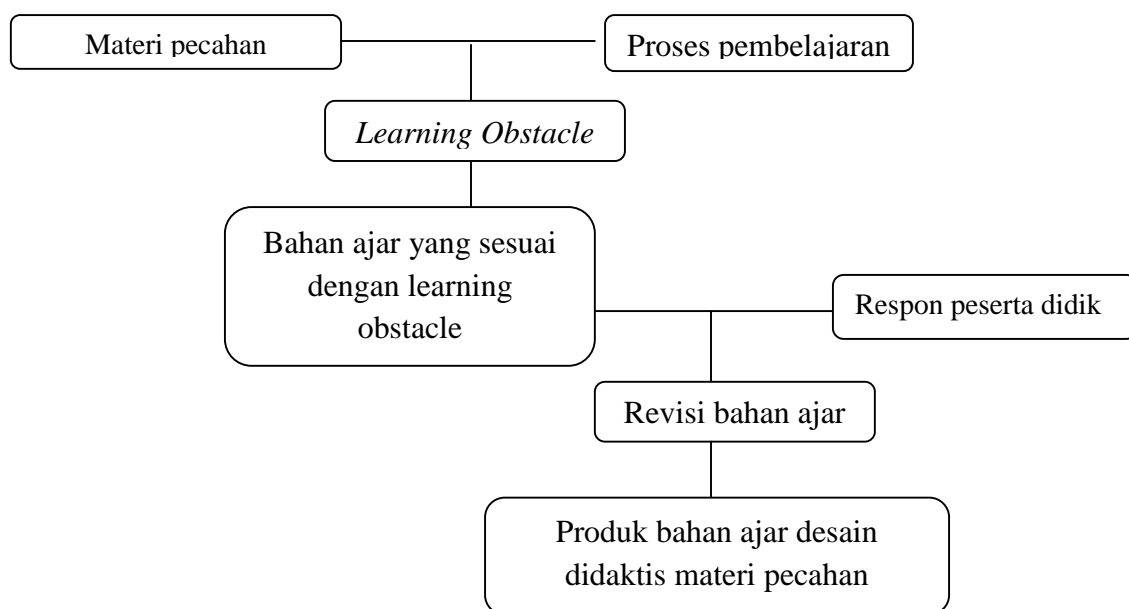 Materi pecahan
Proses pembelajaran
Learning Obstacle
Bahan ajar yang sesuai
dengan learning
obstacle
Respon peserta didik
Revisi bahan ajar
Produk bahan ajar desain
didaktis materi pecahan